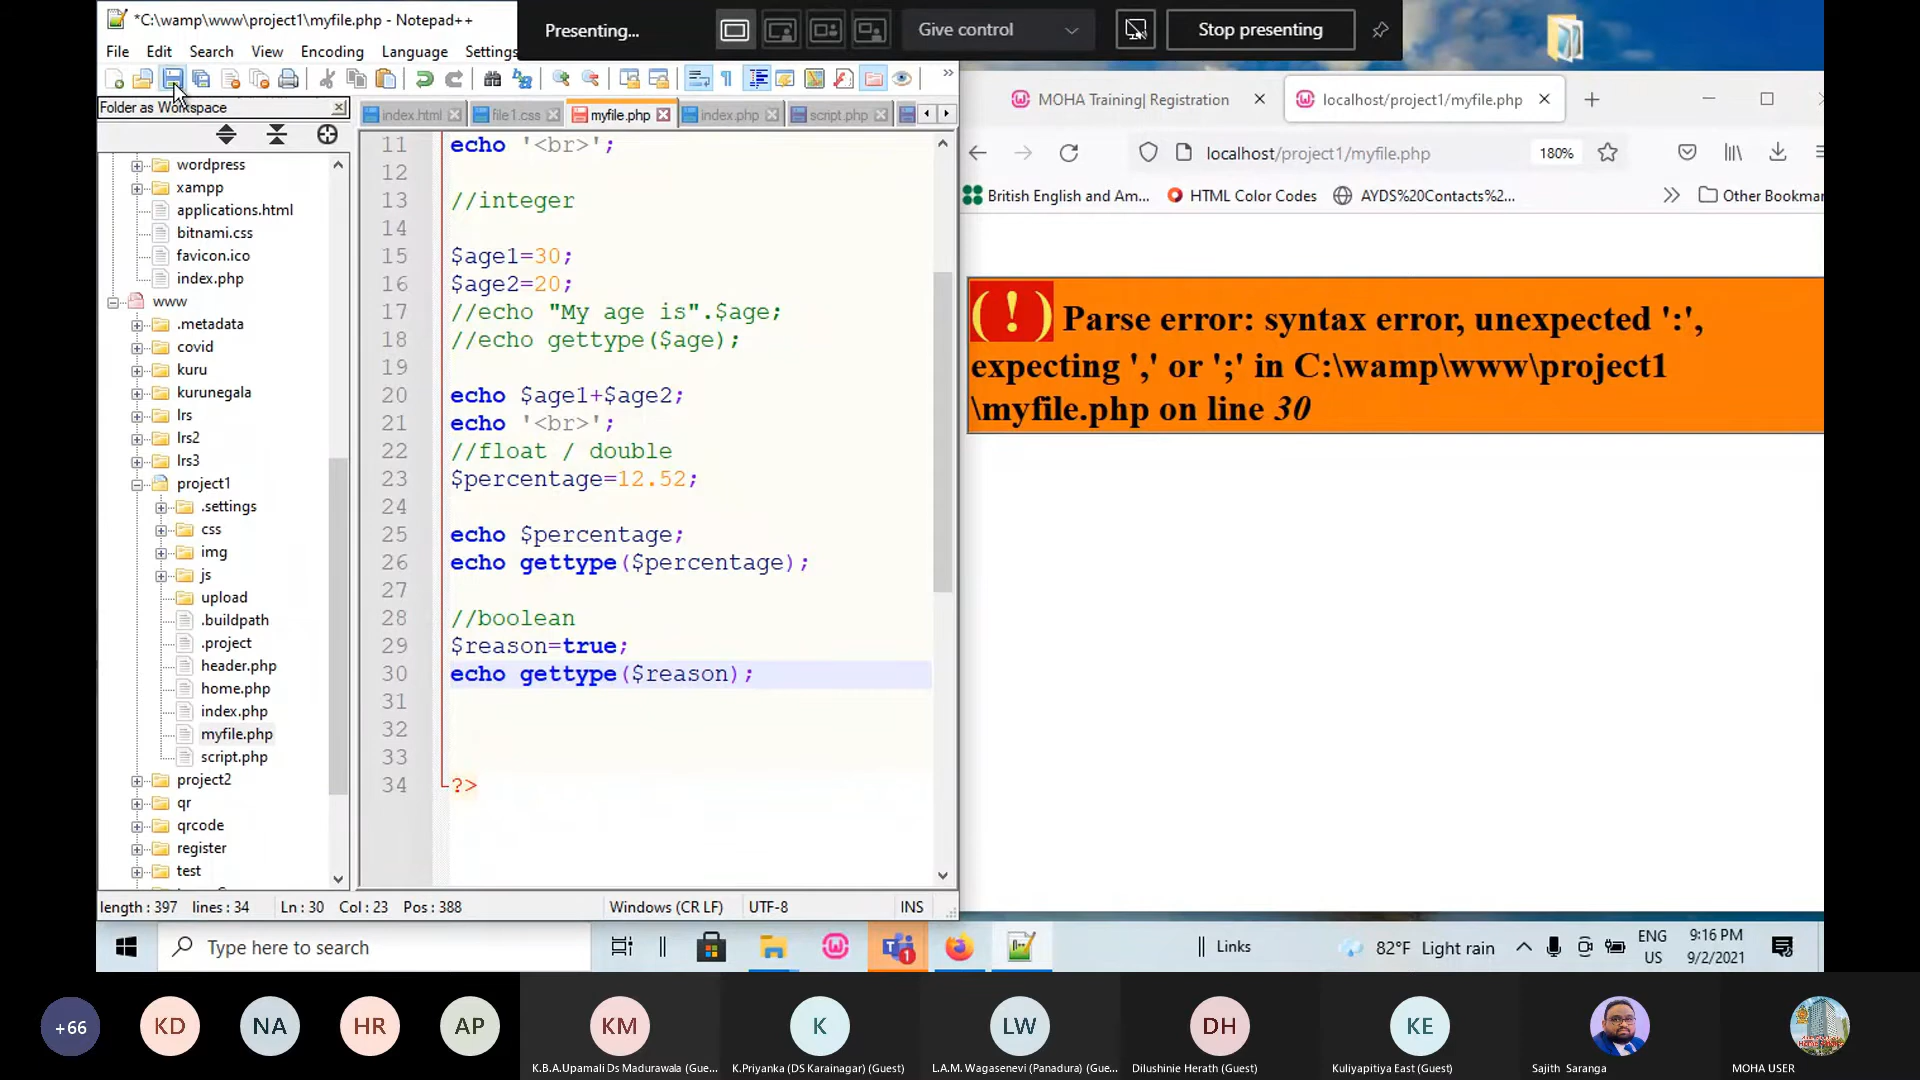 *C:\wamp\www\project1\myfile.php - Notepad++
Presenting...
Give control
Stop presenting
File Edit Search View Encoding Language Settings
Folder as Workspace
index.html
file1.css
myfile.php
index.php
script.php
wordpress
xampp
applications.html
bitnami.css
favicon.ico
index.php
www
.metadata
covid
kuru
kurunegala
lrs
lrs2
lrs3
project1
.settings
css
img
js
upload
.buildpath
.project
header.php
home.php
index.php
myfile.php
script.php
project2
qr
qrcode
register
test
11 echo '<br>';
12
13 //integer
14
15 $age1=30;
16 $age2=20;
17 //echo "My age is".$age;
18 //echo gettype($age);
19
20 echo $age1+$age2;
21 echo '<br>';
22 //float / double
23 $percentage=12.52;
24
25 echo $percentage;
26 echo gettype($percentage);
27
28 //boolean
29 $reason=true;
30 echo gettype($reason);
31
32
33
34 ?>
length : 397 lines : 34 Ln : 30 Col : 23 Pos : 388 Windows (CR LF) UTF-8 INS
MOHA Training| Registration
localhost/project1/myfile.php
localhost/project1/myfile.php
180%
British English and Am...
HTML Color Codes
AYDS%20Contacts%2...
Other Bookmar
( ! ) Parse error: syntax error, unexpected ':',
expecting ',' or ';' in C:\wamp\www\project1
\myfile.php on line 30
Type here to search
1
Links
82°F Light rain
ENG
US
9:16 PM
9/2/2021
+66
KD
NA
HR
AP
KM
K
LW
DH
KE
K.B.A.Upamali Ds Madurawala (Gue...
K.Priyanka (DS Karainagar) (Guest)
L.A.M. Wagasenevi (Panadura) (Gue...
Dilushinie Herath (Guest)
Kuliyapitiya East (Guest)
Sajith Saranga
MOHA USER